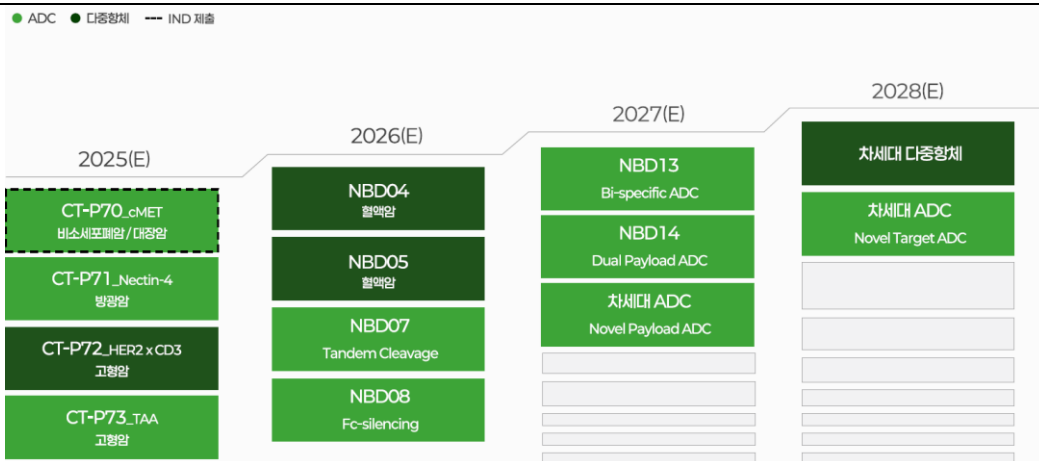 ADC 다중항체 --- IND 제출
2025(E)
CT-P70_cMET
비소세포폐암 / 대장암
CT-P71_Nectin-4
방광암
CT-P72_HER2 x CD3
고형암
CT-P73_TAA
고형암
2026(E)
NBD04
혈액암
NBD05
혈액암
NBD07
Tandem Cleavage
NBD08
Fc-silencing
2027(E)
NBD13
Bi-specific ADC
NBD14
Dual Payload ADC
차세대 ADC
Novel Payload ADC
2028(E)
차세대 다중항체
차세대 ADC
Novel Target ADC